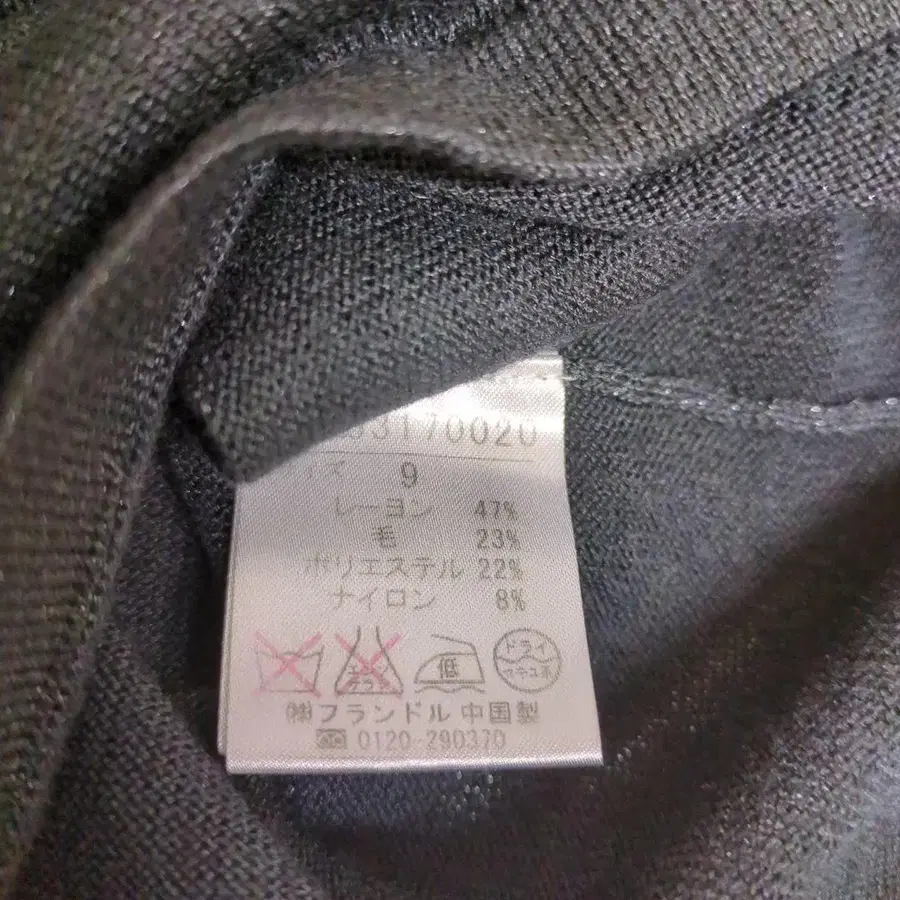 3170020
9
レーヨン 47%
毛 23%
ポリエステル 22%
ナイロン 8%
低 ドライ
㈱フランドル 中国製
0120-290370